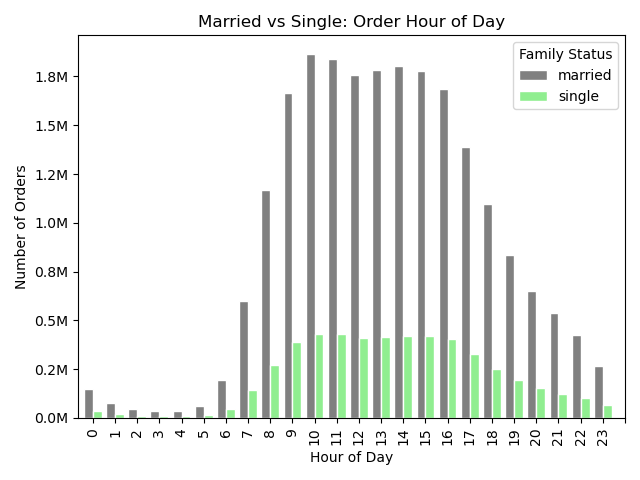 Married vs Single: Order Hour of Day
Family Status
married
single
Number of Orders
1.8M
1.5M
1.2M
1.0M
0.8M
0.5M
0.2M
0.0M
0 1 2 3 4 5 6 7 8 9 10 11 12 13 14 15 16 17 18 19 20 21 22 23
Hour of Day